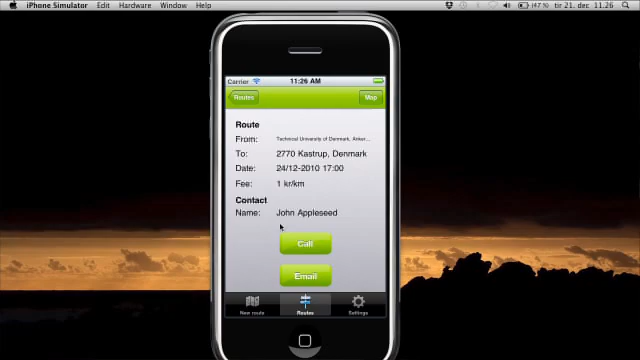 iPhone Simulator Edit Hardware Window Help (47 %) tir 21. dec. 11.26
Carrier 11:26 AM
Routes Map
Route
From: Technical University of Denmark, Anker...
To: 2770 Kastrup, Denmark
Date: 24/12-2010 17:00
Fee: 1 kr/km
Contact
Name: John Appleseed
Call
Email
New route Routes Settings